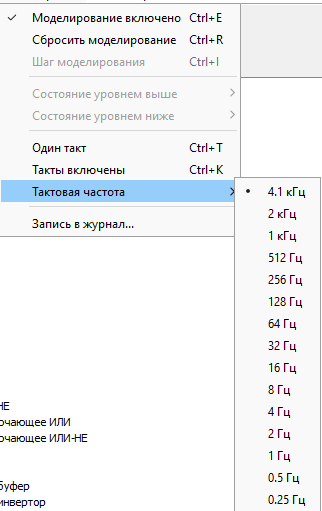 Моделирование включено Ctrl+E
Сбросить моделирование Ctrl+R
Шаг моделирования Ctrl+I
Состояние уровнем выше
Состояние уровнем ниже
Один такт Ctrl+T
Такты включены Ctrl+K
Тактовая частота
Запись в журнал...
4.1 кГц
2 кГц
1 кГц
512 Гц
256 Гц
128 Гц
64 Гц
32 Гц
16 Гц
8 Гц
4 Гц
2 Гц
1 Гц
0.5 Гц
0.25 Гц
НЕ
ючающее ИЛИ
ючающее ИЛИ-НЕ
буфер
инвертор